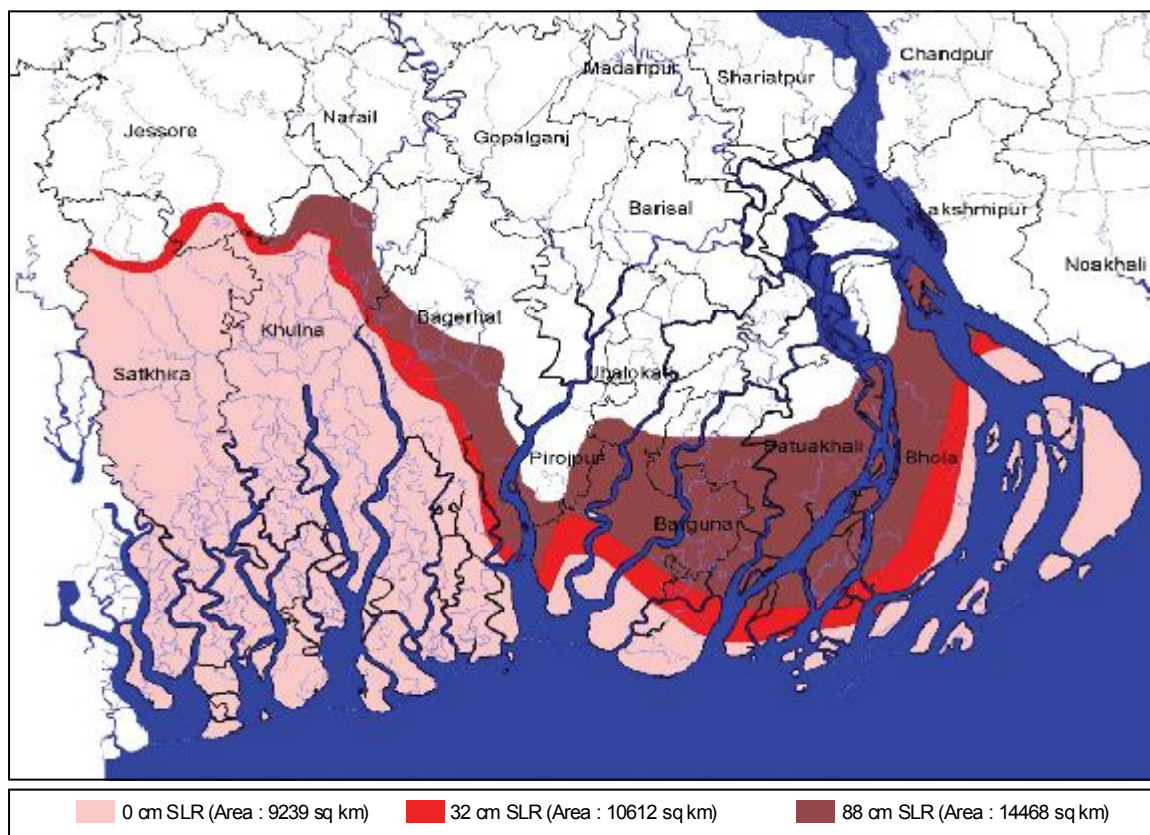 Chandpur
Madaripur
Shariatpur
Narail
Jessore
Gopalganj
Barisal
Lakshmipur
Noakhali
Bagerhat
Khulna
Satkhira
Jhalokati
Pirojpur
Patuakhali
Bhola
Barguna
0 cm SLR (Area : 9239 sq km)
32 cm SLR (Area : 10612 sq km)
88 cm SLR (Area : 14468 sq km)